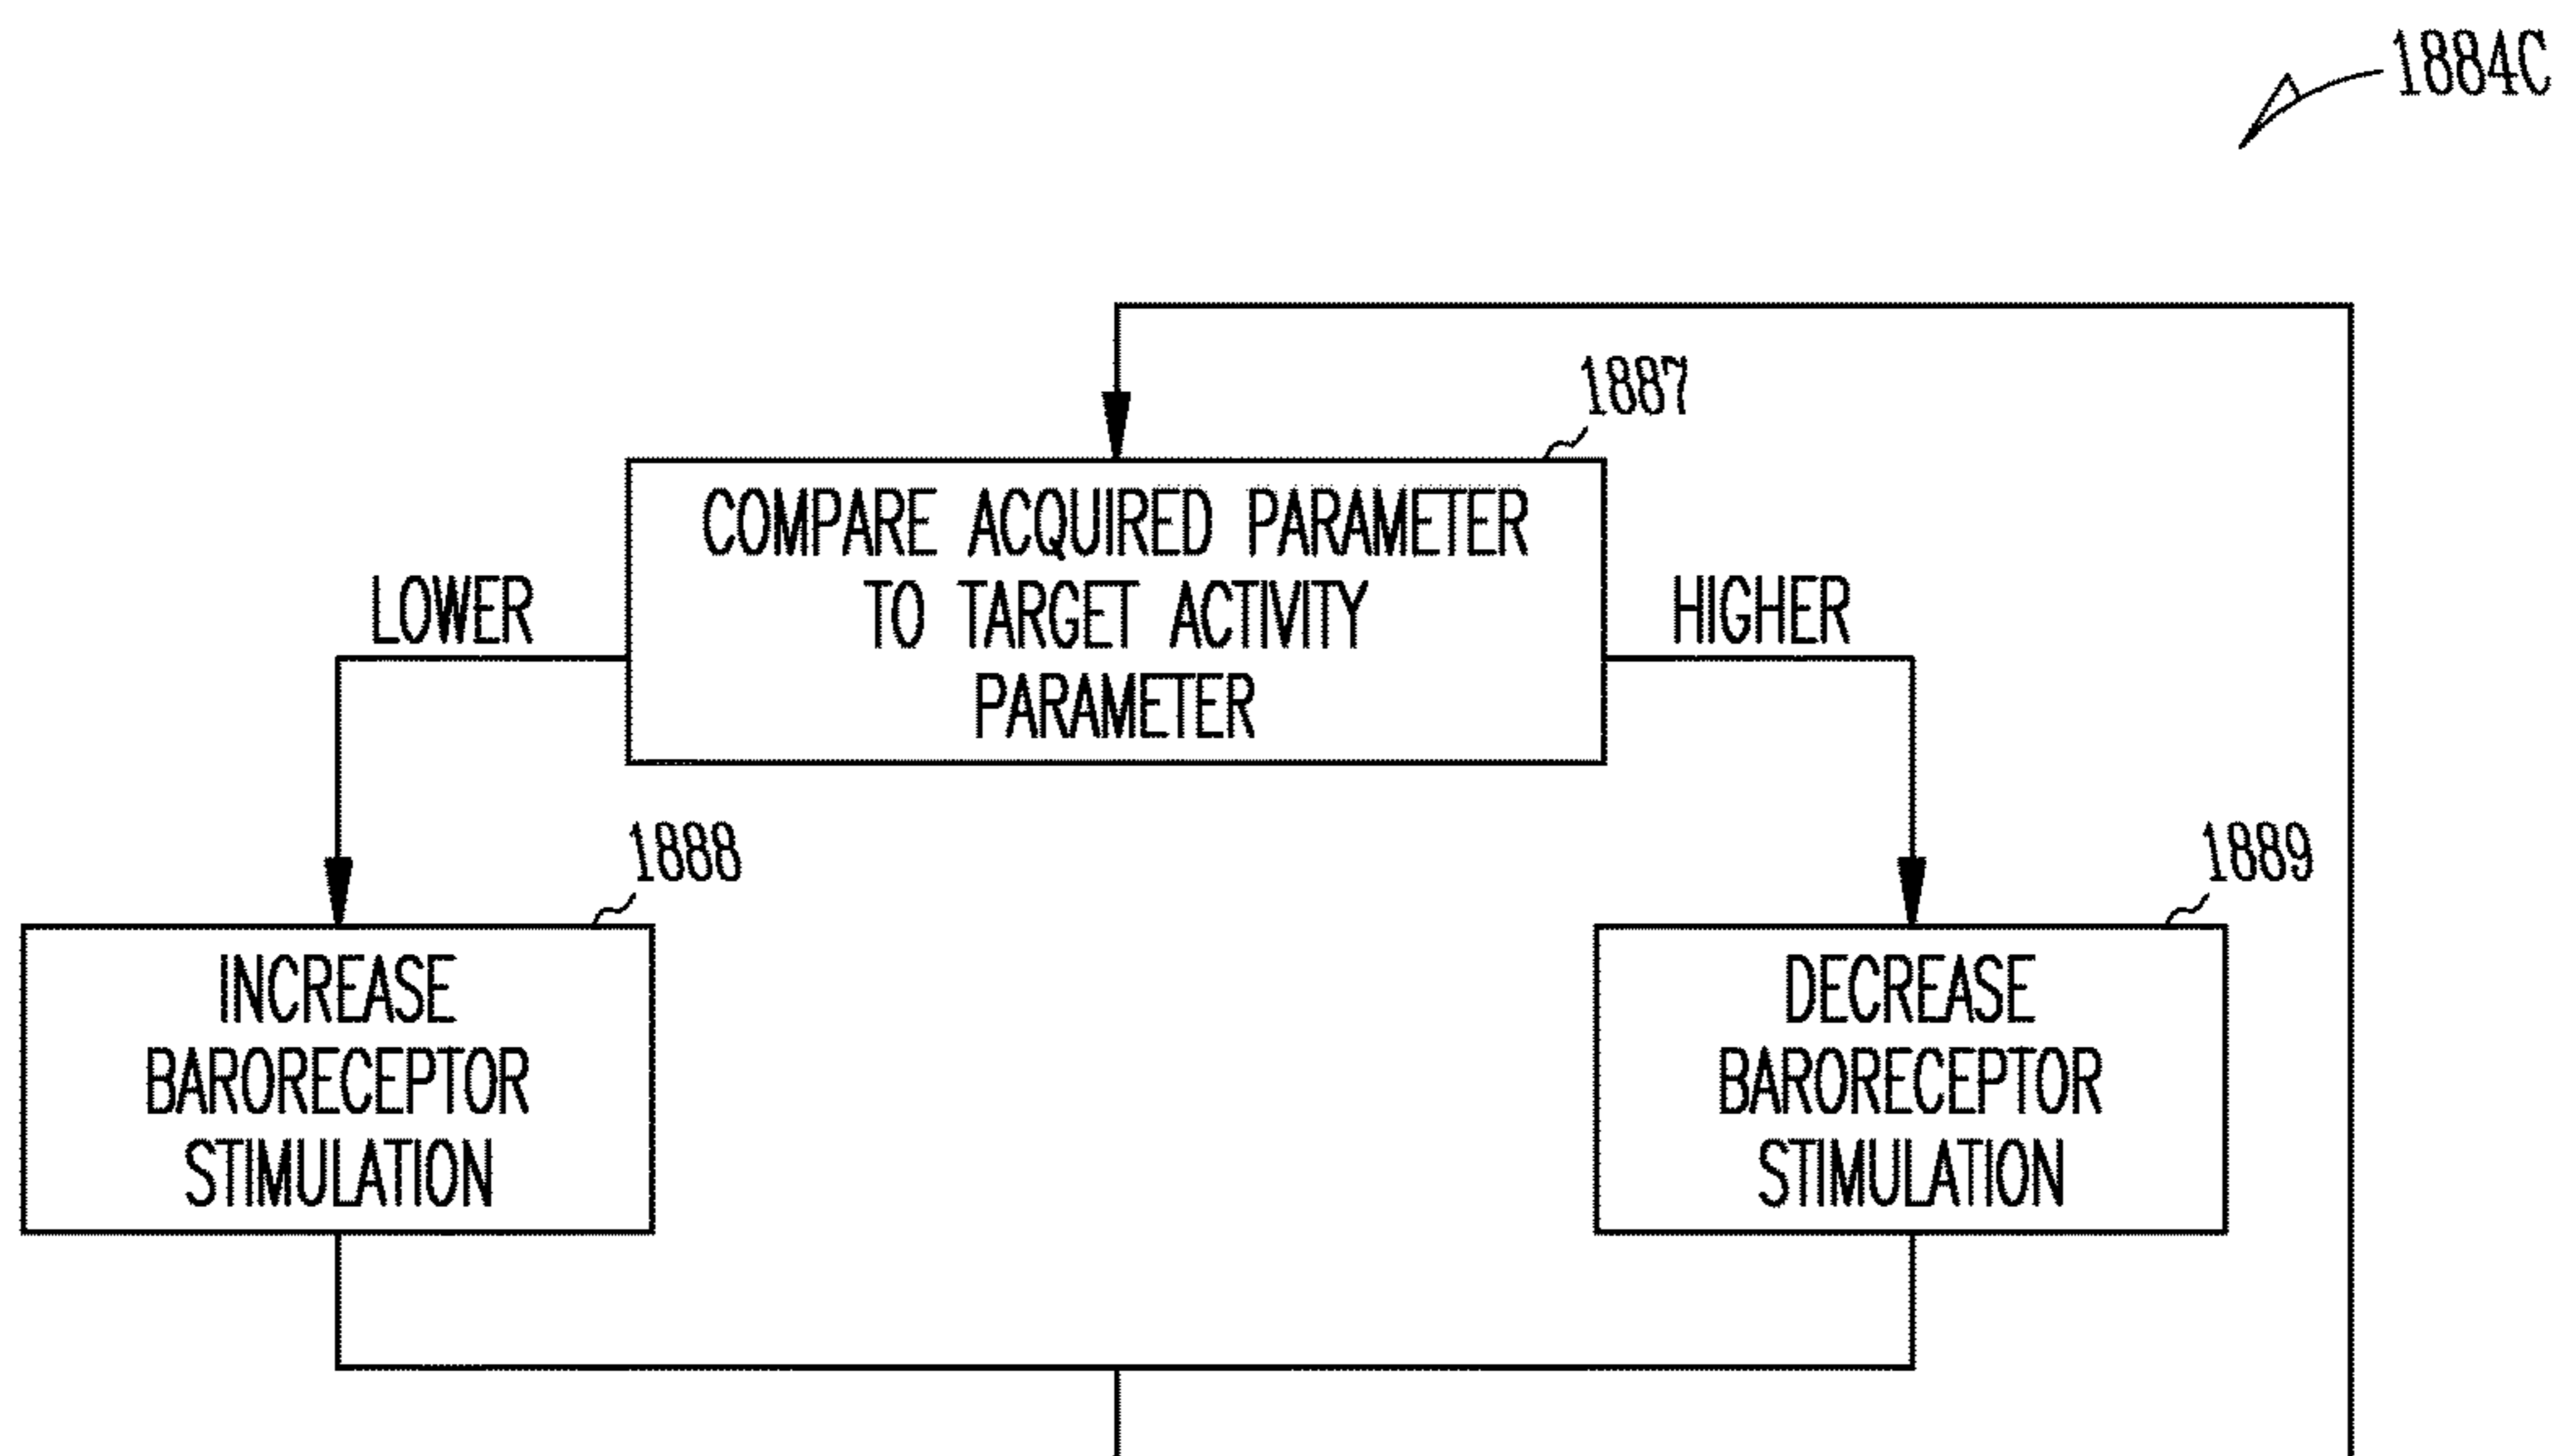 1884C
1887
COMPARE ACQUIRED PARAMETER
TO TARGET ACTIVITY
PARAMETER
LOWER
HIGHER
1888
INCREASE
BARORECEPTOR
STIMULATION
1889
DECREASE
BARORECEPTOR
STIMULATION